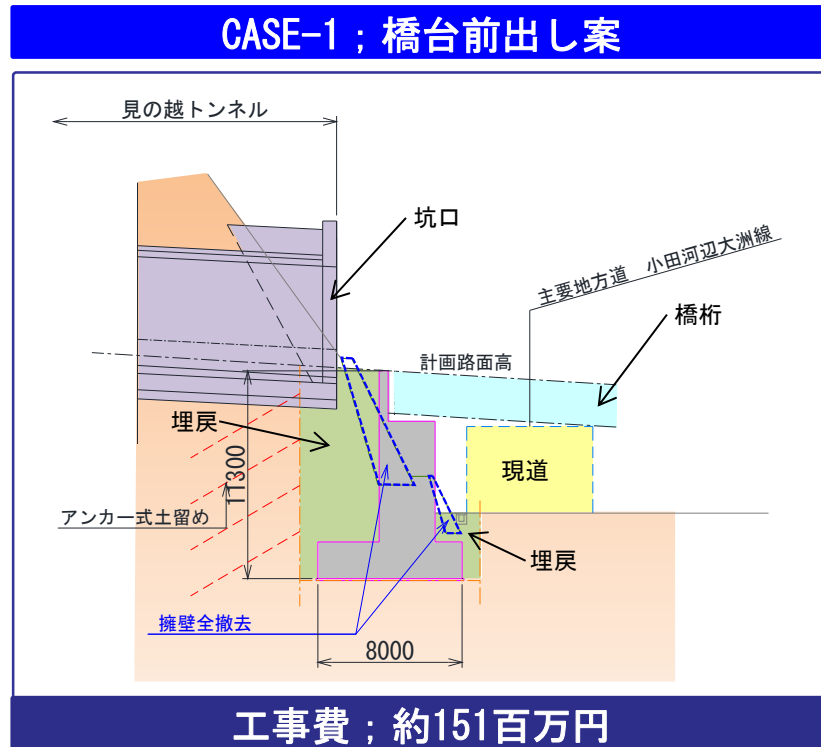 CASE-1；橋台前出し案
見の越トンネル
坑口
主要地方道　小田河辺大洲線
橋桁
計画路面高
埋戻
11300
現道
アンカー式土留め
埋戻
擁壁全撤去
8000
工事費；約151百万円